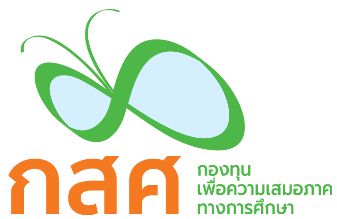 กสศ
กองทุน
เพื่อความเสมอภาค
ทางการศึกษา